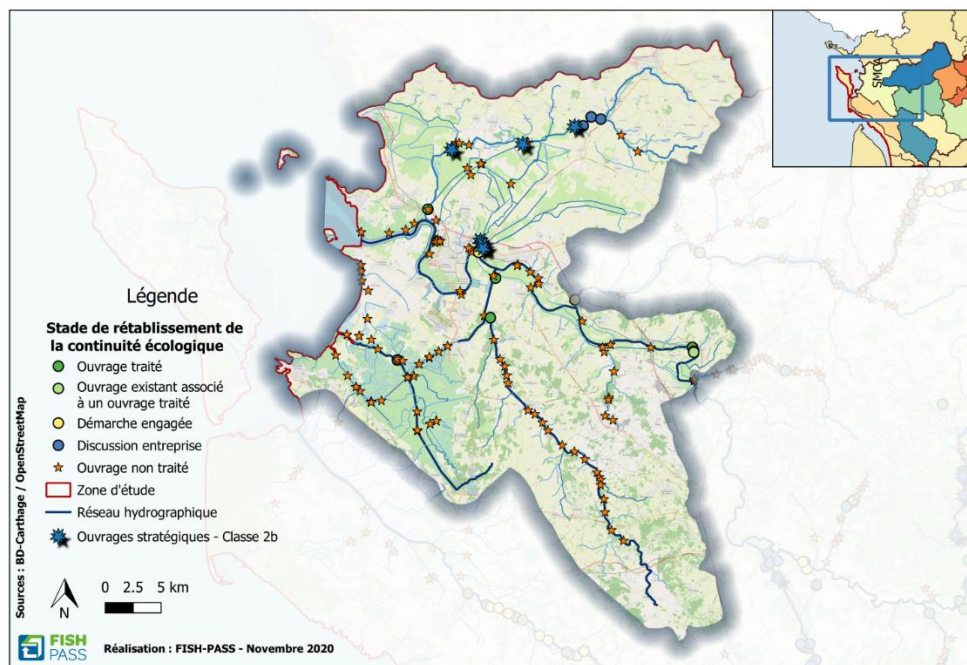 SMCA
Légende
Stade de rétablissement de
la continuité écologique
Ouvrage traité
Ouvrage existant associé
à un ouvrage traité
Démarche engagée
Discussion entreprise
Ouvrage non traité
Zone d'étude
Réseau hydrographique
Ouvrages stratégiques - Classe 2b
Sources : BD-Carthage / OpenStreetMap
N
0 2.5 5 km
FISH
PASS
Réalisation : FISH-PASS - Novembre 2020